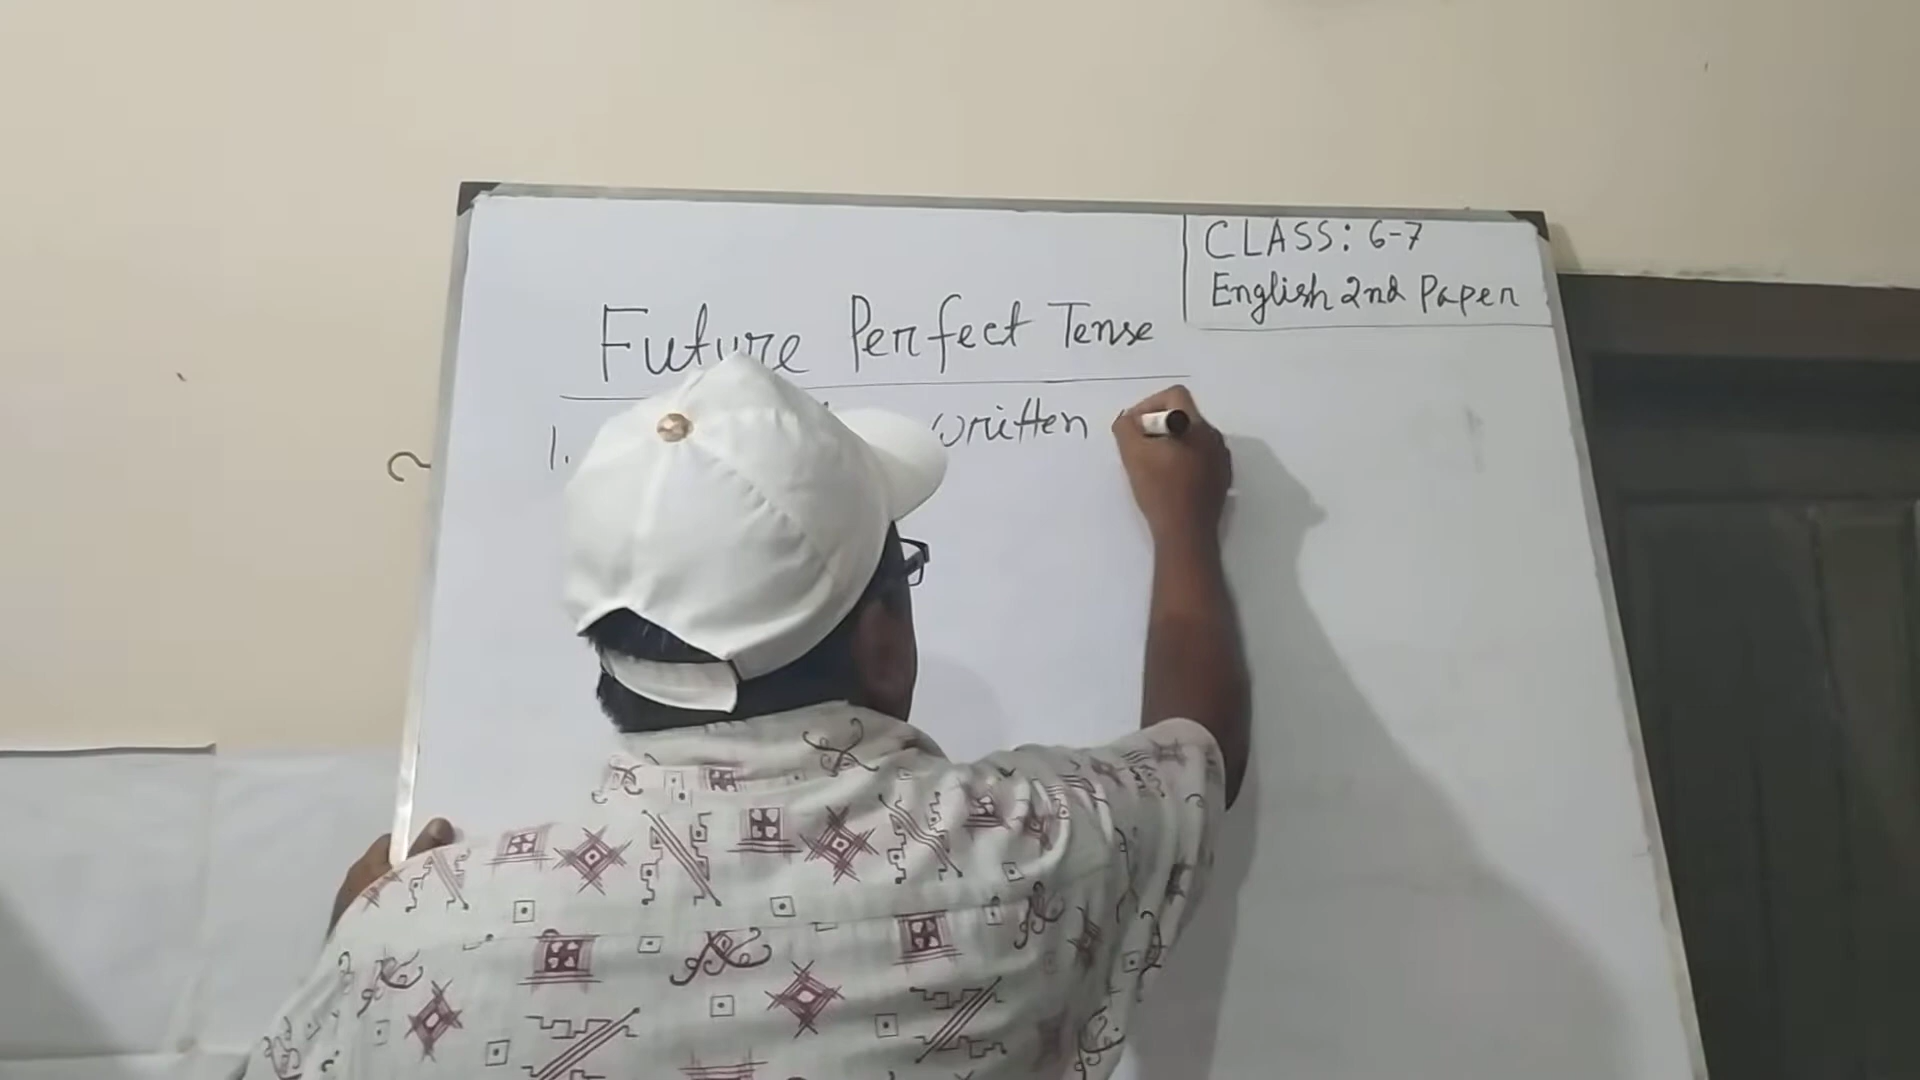 CLASS: 6-7
English 2nd Paper
Future Perfect Tense
1. written